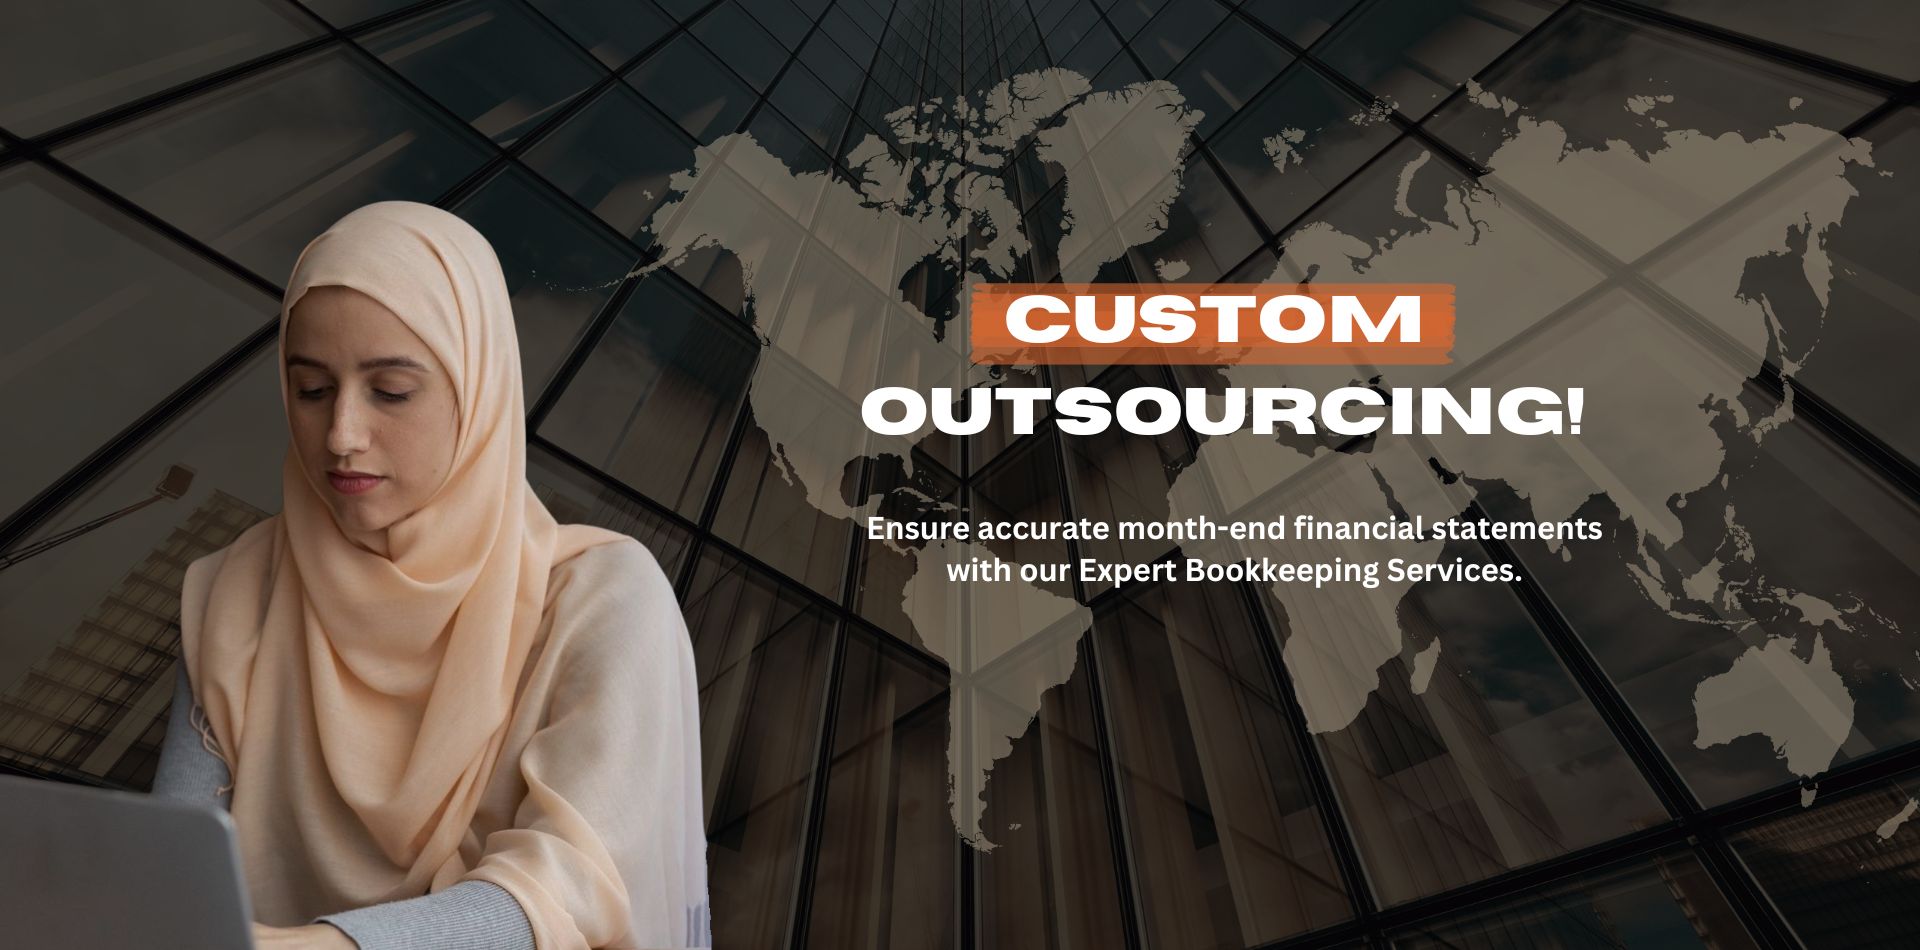 CUSTOM
OUTSOURCING!
Ensure accurate month-end financial statements
with our Expert Bookkeeping Services.